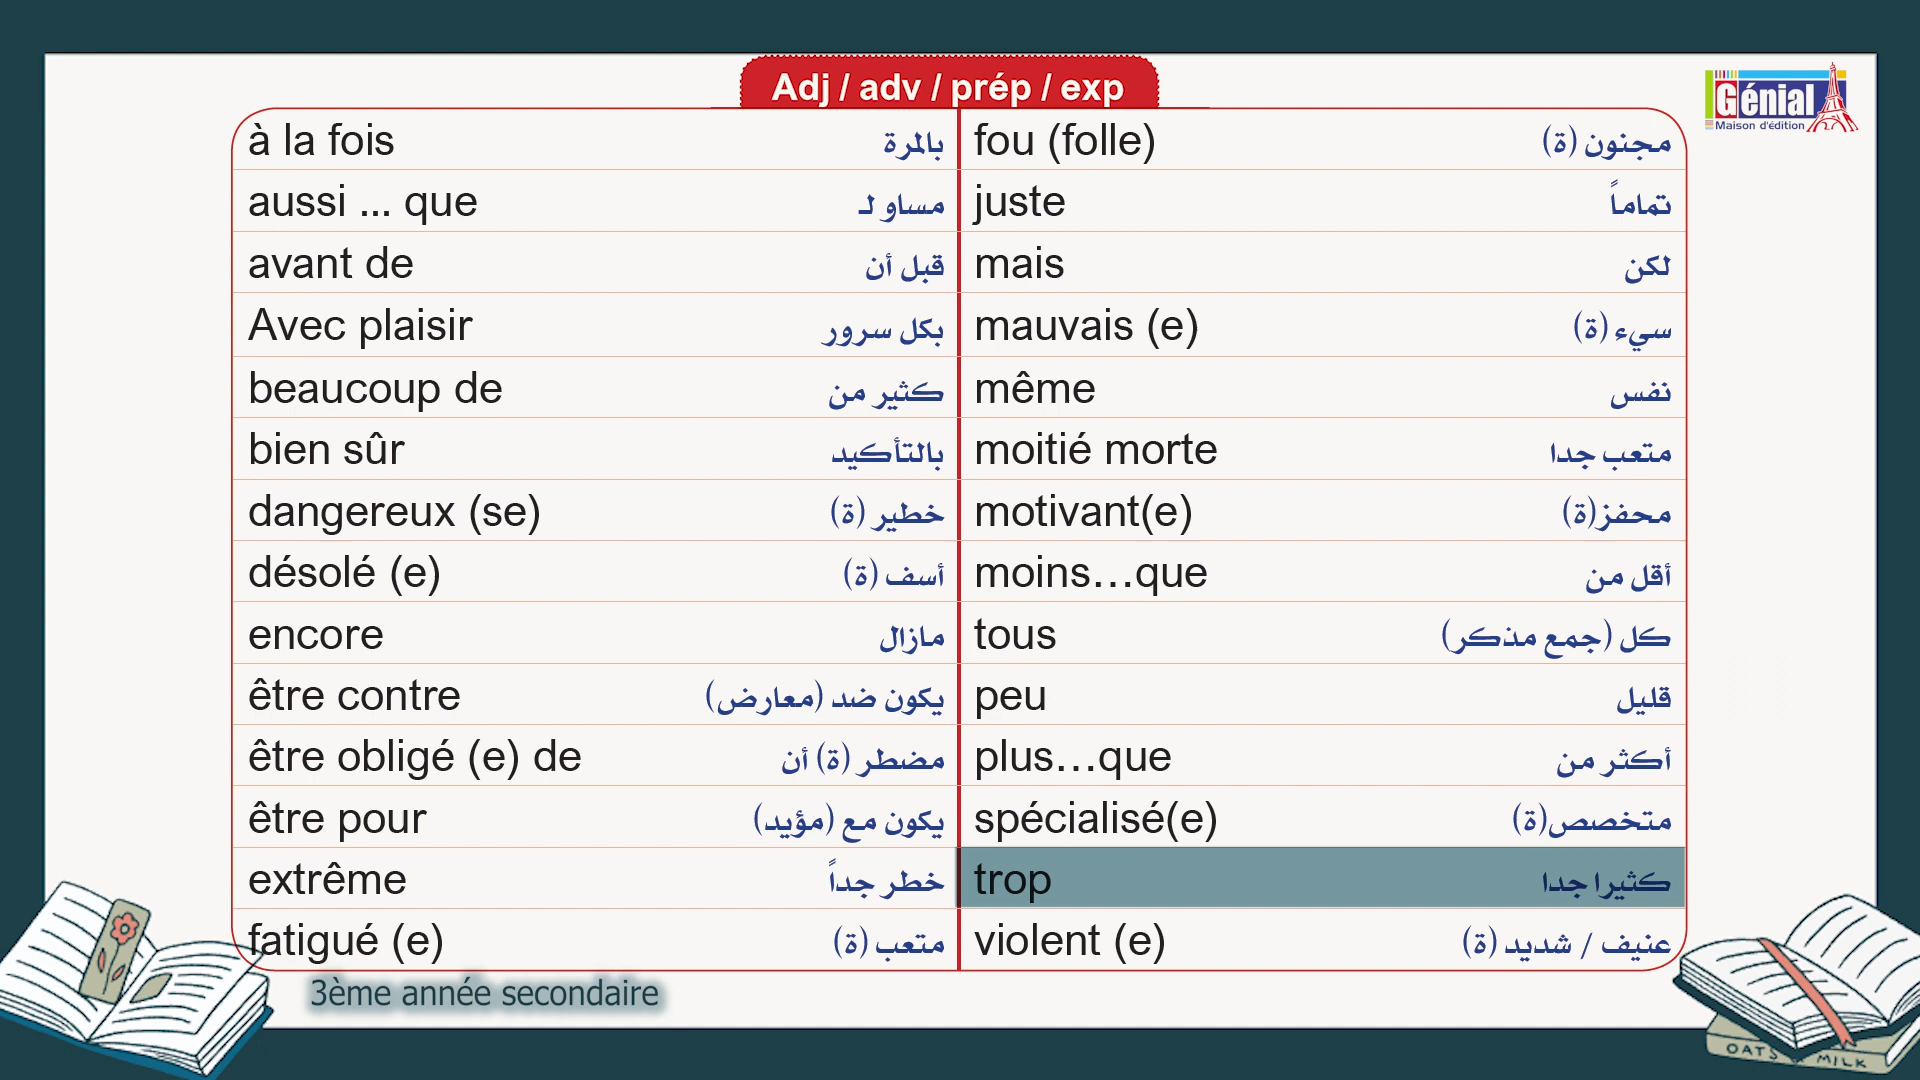 Adj / adv / prép / exp
Génial
Maison d'édition
à la fois بالمرة
aussi ... que مساو لـ
avant de قبل أن
Avec plaisir بكل سرور
beaucoup de كثير من
bien sûr بالتأكيد
dangereux (se) خطير (ة)
désolé (e) أسف (ة)
encore مازال
être contre يكون ضد (معارض)
être obligé (e) de مضطر (ة) أن
être pour يكون مع (مؤيد)
extrême خطر جداً
fatigué (e) متعب (ة)
fou (folle) مجنون (ة)
juste تماماً
mais لكن
mauvais (e) سيء (ة)
même نفس
moitié morte متعب جدا
motivant(e) محفز(ة)
moins…que أقل من
tous كل (جمع مذكر)
peu قليل
plus…que أكثر من
spécialisé(e) متخصص(ة)
trop كثيرا جدا
violent (e) عنيف / شديد (ة)
3ème année secondaire
OATS MILK